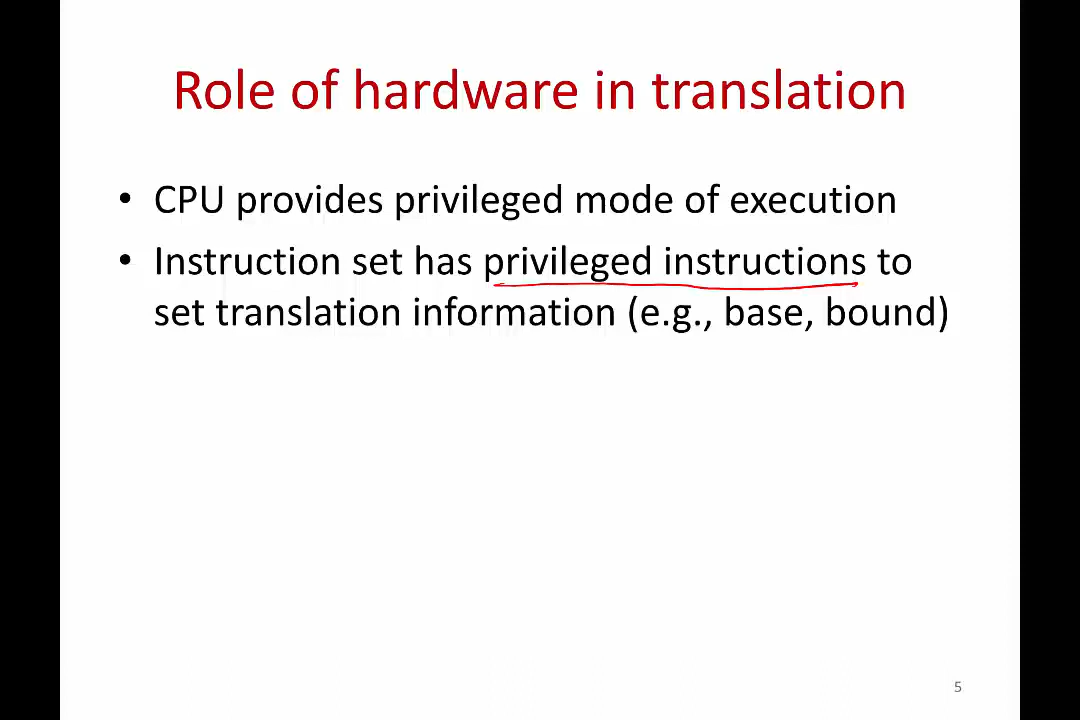 Role of hardware in translation
• CPU provides privileged mode of execution
• Instruction set has privileged instructions to
set translation information (e.g., base, bound)
5